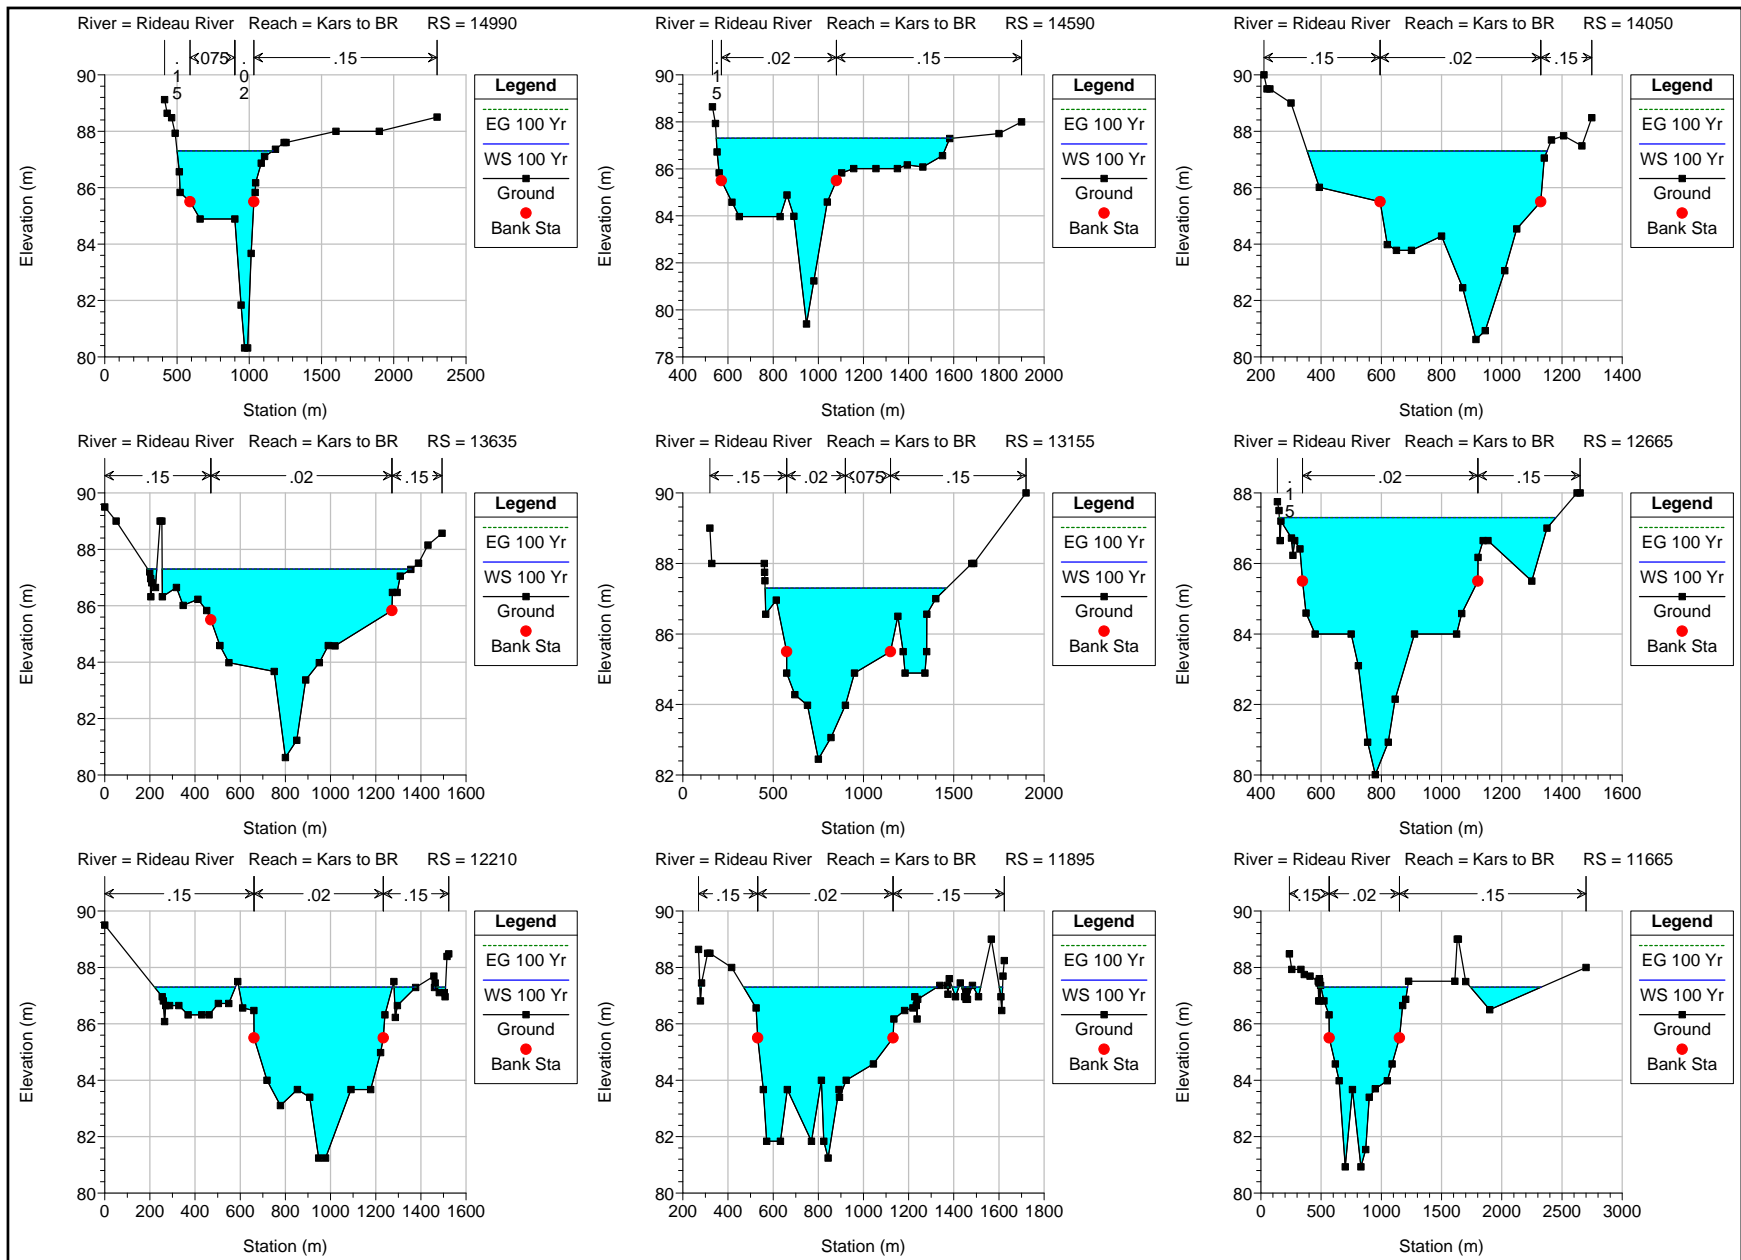 River = Rideau River Reach = Kars to BR RS = 14990
.15 .075 .02 .15
Legend
EG 100 Yr
WS 100 Yr
Ground
Bank Sta
Elevation (m)
90
88
86
84
82
80
0 500 1000 1500 2000 2500
Station (m)
River = Rideau River Reach = Kars to BR RS = 14590
.15 .02 .15
Legend
EG 100 Yr
WS 100 Yr
Ground
Bank Sta
Elevation (m)
90
88
86
84
82
80
78
400 600 800 1000 1200 1400 1600 1800 2000
Station (m)
River = Rideau River Reach = Kars to BR RS = 14050
.15 .02 .15
Legend
EG 100 Yr
WS 100 Yr
Ground
Bank Sta
Elevation (m)
90
88
86
84
82
80
200 400 600 800 1000 1200 1400
Station (m)
River = Rideau River Reach = Kars to BR RS = 13635
.15 .02 .15
Legend
EG 100 Yr
WS 100 Yr
Ground
Bank Sta
Elevation (m)
90
88
86
84
82
80
0 200 400 600 800 1000 1200 1400 1600
Station (m)
River = Rideau River Reach = Kars to BR RS = 13155
.15 .02 .075 .15
Legend
EG 100 Yr
WS 100 Yr
Ground
Bank Sta
Elevation (m)
90
88
86
84
82
0 500 1000 1500 2000
Station (m)
River = Rideau River Reach = Kars to BR RS = 12665
.15 .02 .15
Legend
EG 100 Yr
WS 100 Yr
Ground
Bank Sta
Elevation (m)
88
86
84
82
80
400 600 800 1000 1200 1400 1600
Station (m)
River = Rideau River Reach = Kars to BR RS = 12210
.15 .02 .15
Legend
EG 100 Yr
WS 100 Yr
Ground
Bank Sta
Elevation (m)
90
88
86
84
82
80
0 200 400 600 800 1000 1200 1400 1600
Station (m)
River = Rideau River Reach = Kars to BR RS = 11895
.15 .02 .15
Legend
EG 100 Yr
WS 100 Yr
Ground
Bank Sta
Elevation (m)
90
88
86
84
82
80
200 400 600 800 1000 1200 1400 1600 1800
Station (m)
River = Rideau River Reach = Kars to BR RS = 11665
.15 .02 .15
Legend
EG 100 Yr
WS 100 Yr
Ground
Bank Sta
Elevation (m)
90
88
86
84
82
80
0 500 1000 1500 2000 2500 3000
Station (m)